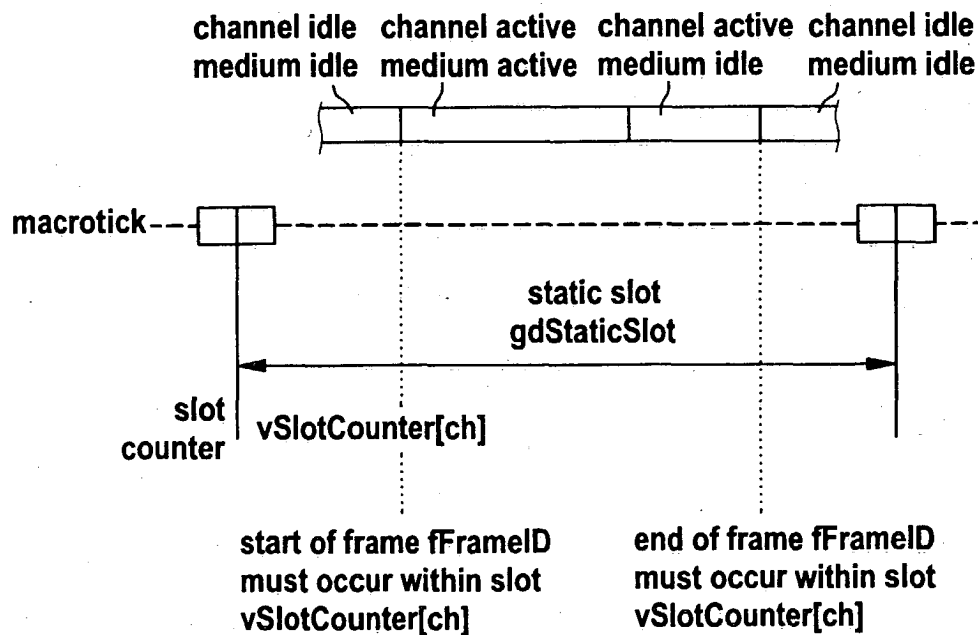 channel idle channel active channel active channel idle
medium idle medium active medium idle medium idle
macrotick
static slot
gdStaticSlot
slot
counter
vSlotCounter[ch]
start of frame fFrameID
must occur within slot
vSlotCounter[ch]
end of frame fFrameID
must occur within slot
vSlotCounter[ch]